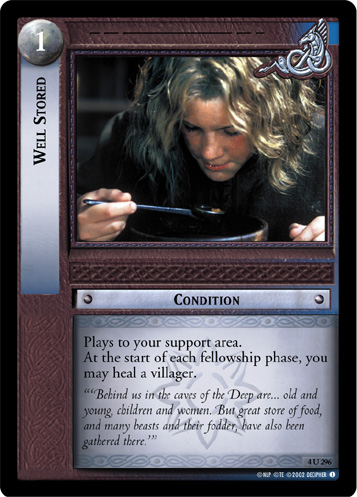 1
WELL STORED
CONDITION
Plays to your support area.
At the start of each fellowship phase, you
may heal a villager.
“‘Behind us in the caves of the Deep are... old and
young, children and women. But great store of food,
and many beasts and their fodder, have also been
gathered there.’”
4 U 296
© NLP ©TE ©2002 DECIPHER